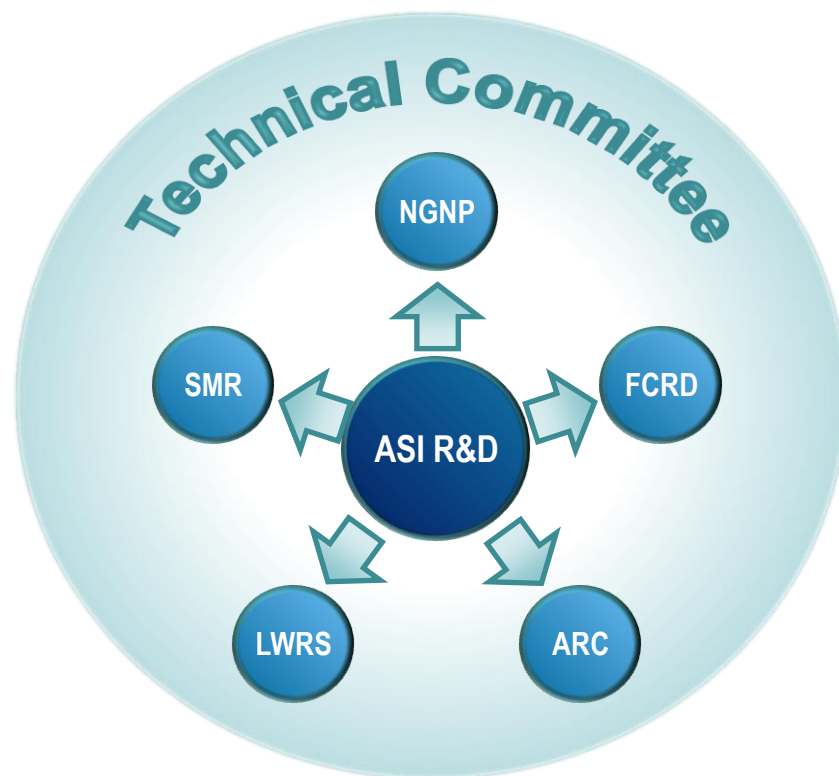 Technical Committee
NGNP
SMR
FCRD
ASI R&D
LWRS
ARC